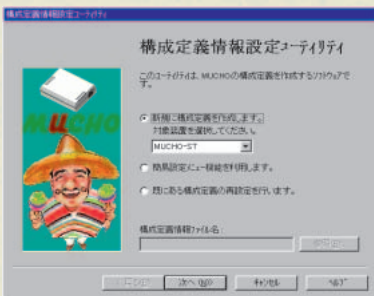 構成定義情報設定ユーティリティ
構成定義情報設定ユーティリティ
このユーティリティは、MUCHOの構成定義を作成するソフトウェアで
す。
MUCHO
新規に構成定義を作成します。
対象装置を選択してください。
MUCHO-ST
簡易設定メニュー機能を利用します。
既にある構成定義の再設定を行います。
構成定義情報ファイル名:
次へ(N)
キャンセル
ヘルプ